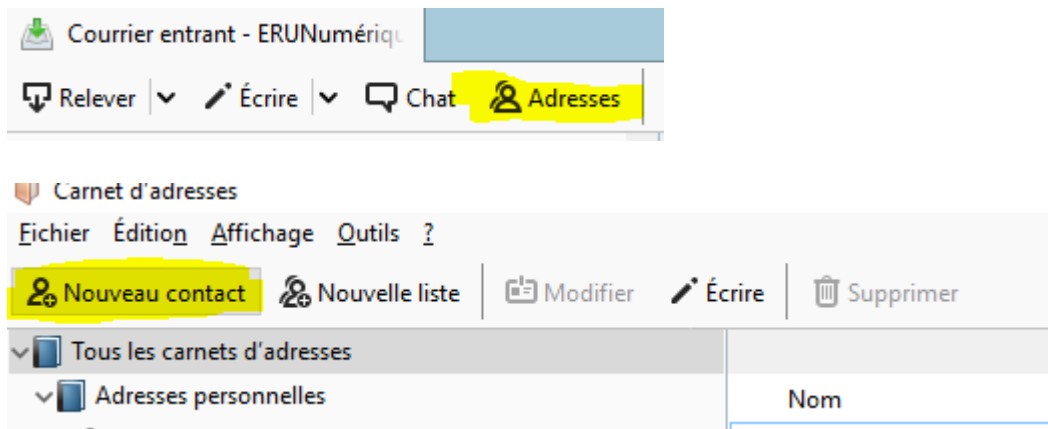 Courrier entrant - ERUNumériqu
Relever Écrire Chat Adresses
Carnet d'adresses
Fichier Édition Affichage Outils ?
Nouveau contact Nouvelle liste Modifier Écrire Supprimer
Tous les carnets d'adresses
Adresses personnelles Nom